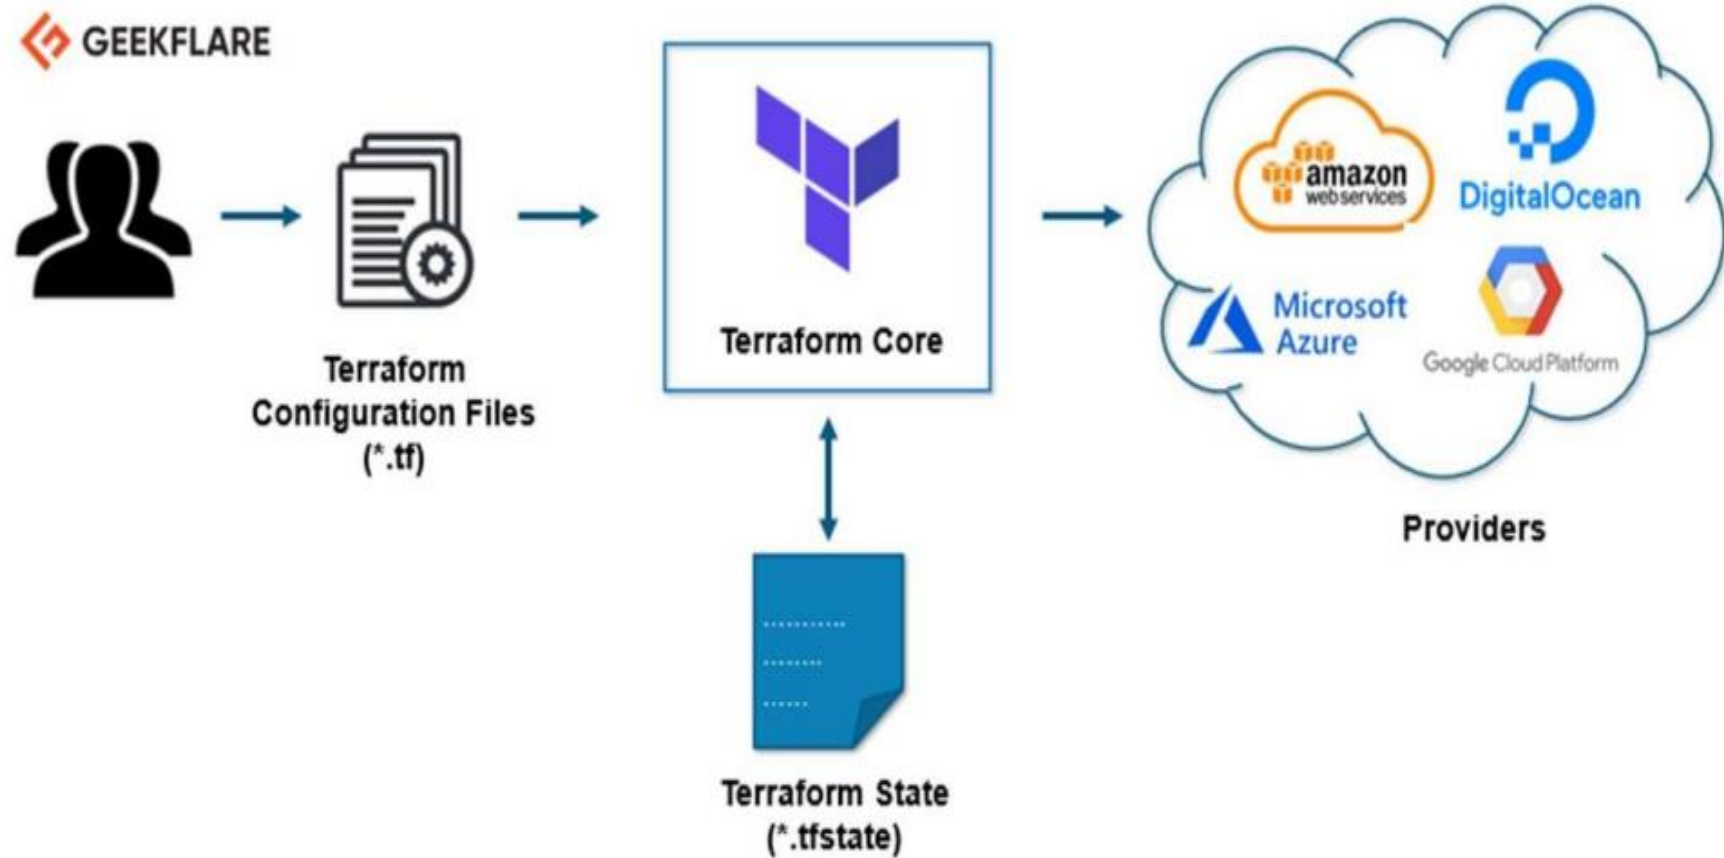 GEEKFLARE
Terraform
Configuration Files
(*.tf)
Terraform Core
Terraform State
(*.tfstate)
amazon
webservices
DigitalOcean
Microsoft
Azure
Google Cloud Platform
Providers